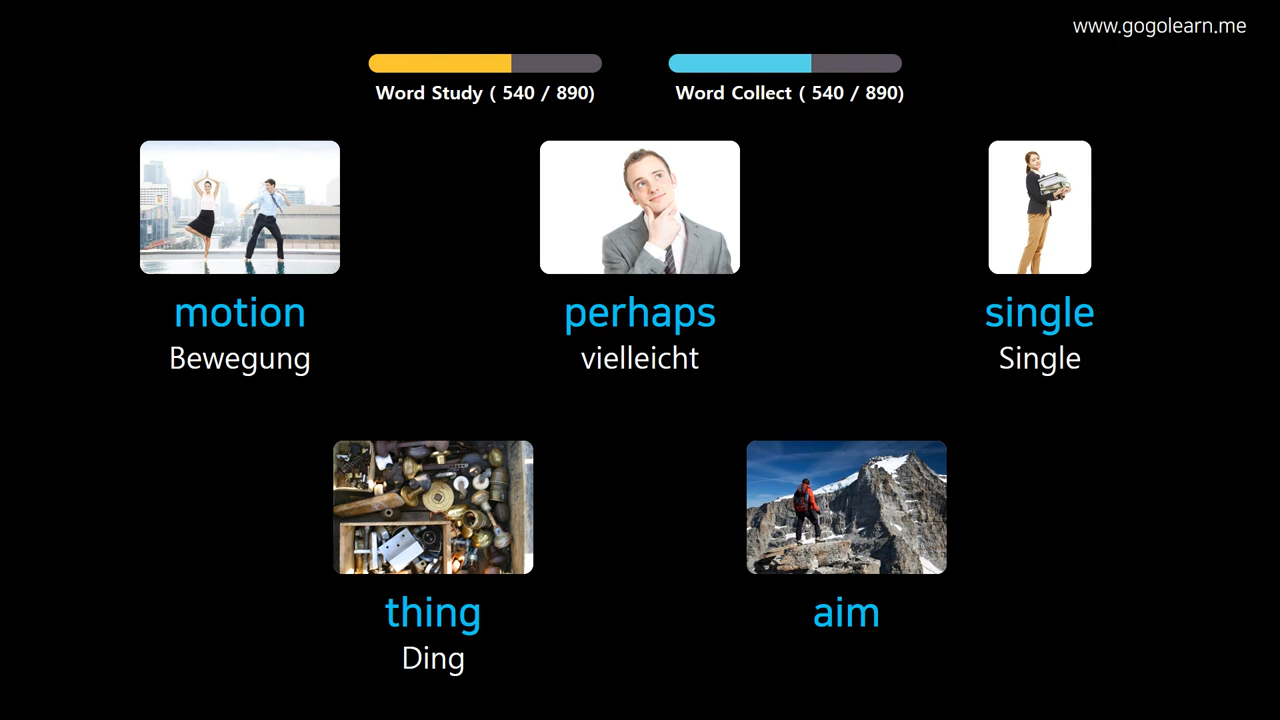 www.gogolearn.me
Word Study ( 540 / 890)
Word Collect ( 540 / 890)
motion
Bewegung
perhaps
vielleicht
single
Single
thing
Ding
aim